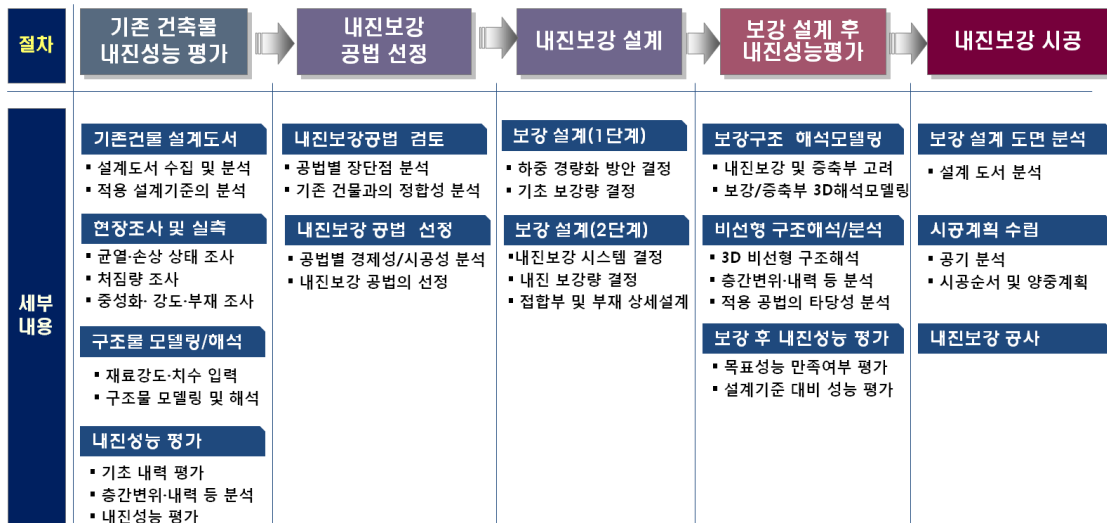 절차
기존 건축물
내진성능 평가
내진보강
공법 선정
내진보강 설계
보강 설계 후
내진성능평가
내진보강 시공
세부
내용
기존건물 설계도서
▪ 설계도서 수집 및 분석
▪ 적용 설계기준의 분석
현장조사 및 실측
▪ 균열·손상 상태 조사
▪ 처짐량 조사
▪ 중성화· 강도·부재 조사
구조물 모델링/해석
▪ 재료강도·치수 입력
▪ 구조물 모델링 및 해석
내진성능 평가
▪ 기초 내력 평가
▪ 층간변위·내력 등 분석
▪ 내진성능 평가
내진보강공법 검토
▪ 공법별 장단점 분석
▪ 기존 건물과의 정합성 분석
내진보강 공법 선정
▪ 공법별 경제성/시공성 분석
▪ 내진보강 공법의 선정
보강 설계(1단계)
▪ 하중 경량화 방안 결정
▪ 기초 보강량 결정
보강 설계(2단계)
▪내진보강 시스템 결정
▪ 내진 보강량 결정
▪ 접합부 및 부재 상세설계
보강구조 해석모델링
▪ 내진보강 및 증축부 고려
▪ 보강/증축부 3D해석모델링
비선형 구조해석/분석
▪ 3D 비선형 구조해석
▪ 층간변위·내력 등 분석
▪ 적용 공법의 타당성 분석
보강 후 내진성능 평가
▪ 목표성능 만족여부 평가
▪ 설계기준 대비 성능 평가
보강 설계 도면 분석
▪ 설계 도서 분석
시공계획 수립
▪ 공기 분석
▪ 시공순서 및 양중계획
내진보강 공사